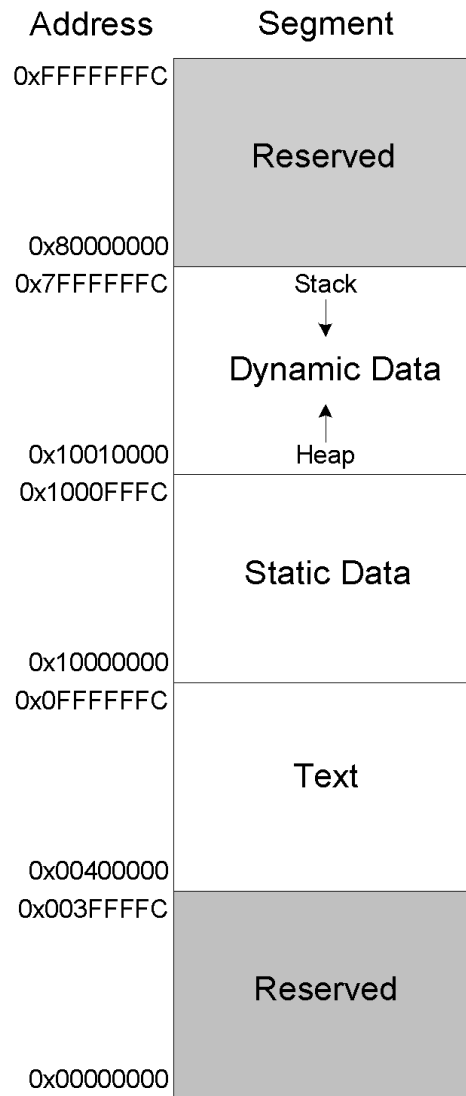 Address Segment
0xFFFFFFFC
Reserved
0x80000000
0x7FFFFFFC Stack
Dynamic Data
0x10010000 Heap
0x1000FFFC
Static Data
0x10000000
0x0FFFFFFC
Text
0x00400000
0x003FFFFC
Reserved
0x00000000